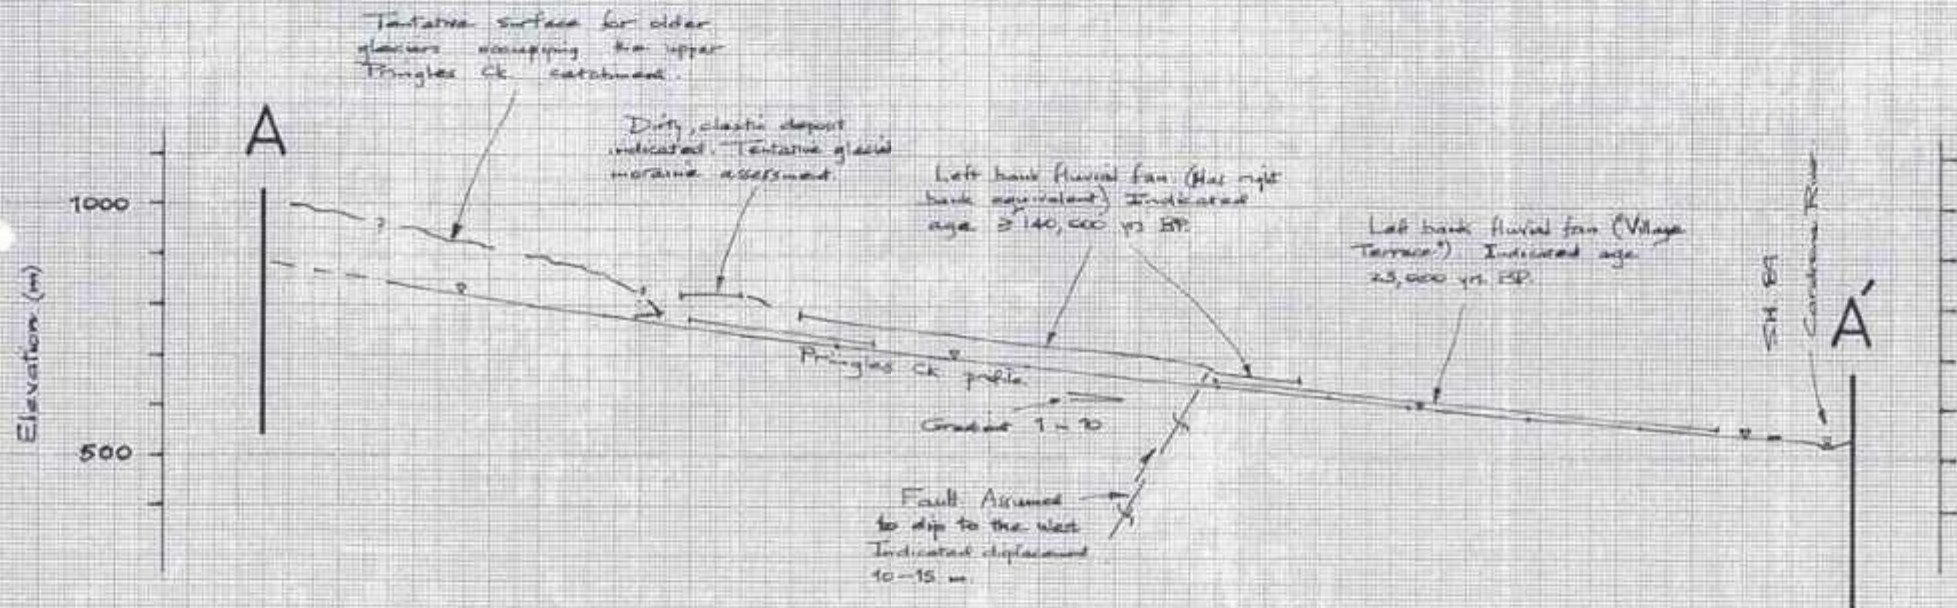 Tentative surface for older
glaciers occupying the upper
Pringles Ck catchment.
Dirty, clastic deposit
indicated. Tentative glacial
moraine assessment.
Left bank fluvial fan (Has right
bank equivalent) Indicated
age ≥ 140,000 yrs BP.
Left bank fluvial fan ("Village
Terrace"). Indicated age
23,000 yrs. BP.
A
A'
SH 89
River
Elevation (m)
1000
500
?
Pringles Ck profile
Gradient 1 - 10
Fault. Assumed
to dip to the west
Indicated diplacement
10-15 m.